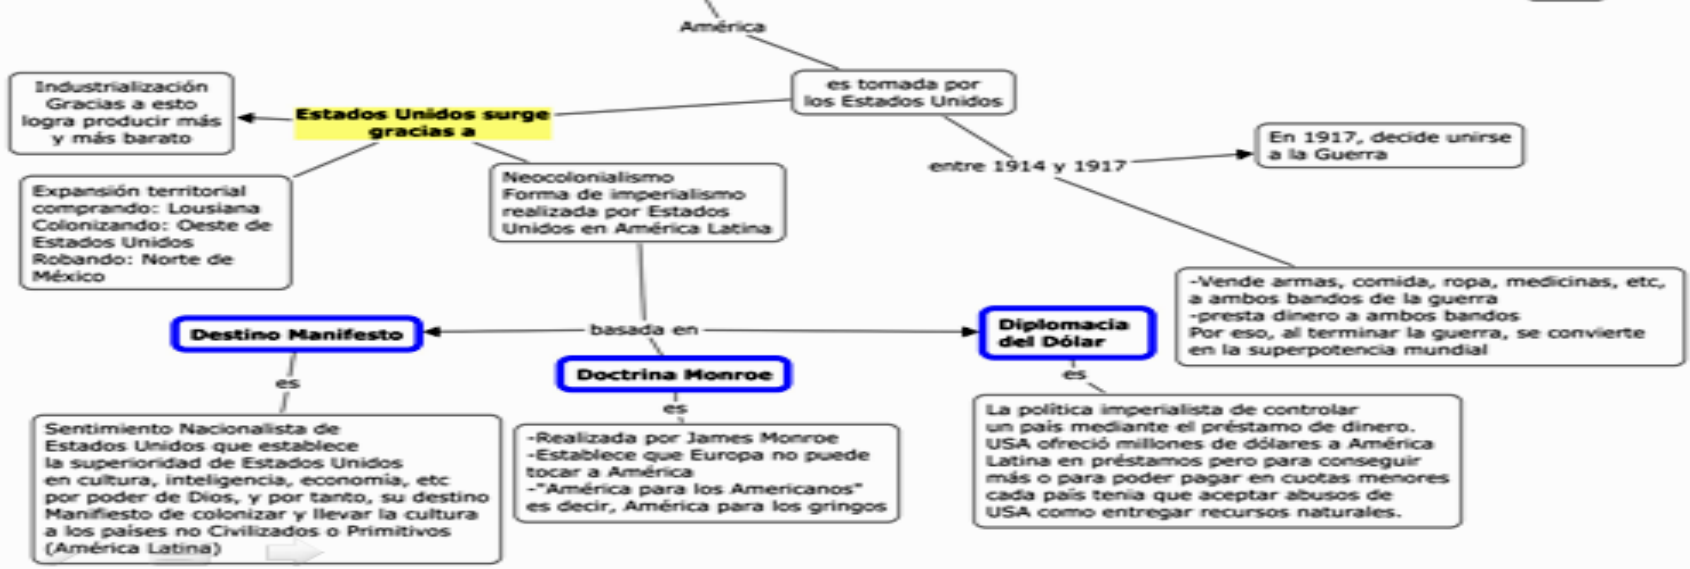 América
es tomada por
los Estados Unidos
Industrialización
Gracias a esto
logra producir más
y más barato
Estados Unidos surge
gracias a
En 1917, decide unirse
a la Guerra
entre 1914 y 1917
Expansión territorial
comprando: Lousiana
Colonizando: Oeste de
Estados Unidos
Robando: Norte de
México
Neocolonialismo
Forma de imperialismo
realizada por Estados
Unidos en América Latina
-Vende armas, comida, ropa, medicinas, etc,
a ambos bandos de la guerra
-presta dinero a ambos bandos
Por eso, al terminar la guerra, se convierte
en la superpotencia mundial
Destino Manifesto
basada en
Diplomacia
del Dólar
Doctrina Monroe
es
es
es
Sentimiento Nacionalista de
Estados Unidos que establece
la superioridad de Estados Unidos
en cultura, inteligencia, economía, etc
por poder de Dios, y por tanto, su destino
Manifiesto de colonizar y llevar la cultura
a los países no Civilizados o Primitivos
(América Latina)
-Realizada por James Monroe
-Establece que Europa no puede
tocar a América
-"América para los Americanos"
es decir, América para los gringos
La política imperialista de controlar
un país mediante el préstamo de dinero.
USA ofreció millones de dólares a América
Latina en préstamos pero para conseguir
más o para poder pagar en cuotas menores
cada país tenia que aceptar abusos de
USA como entregar recursos naturales.